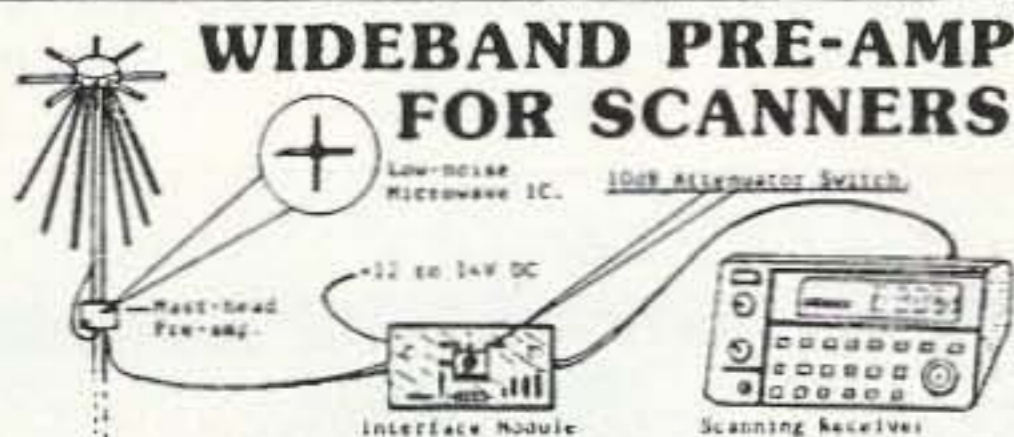 WIDEBAND PRE-AMP
FOR SCANNERS
Low-noise
Microwave IC.
10dB Attenuator Switch.
+12 to 14V DC
Mast-head
Pre-amp.
Interface Module
Scanning Receiver